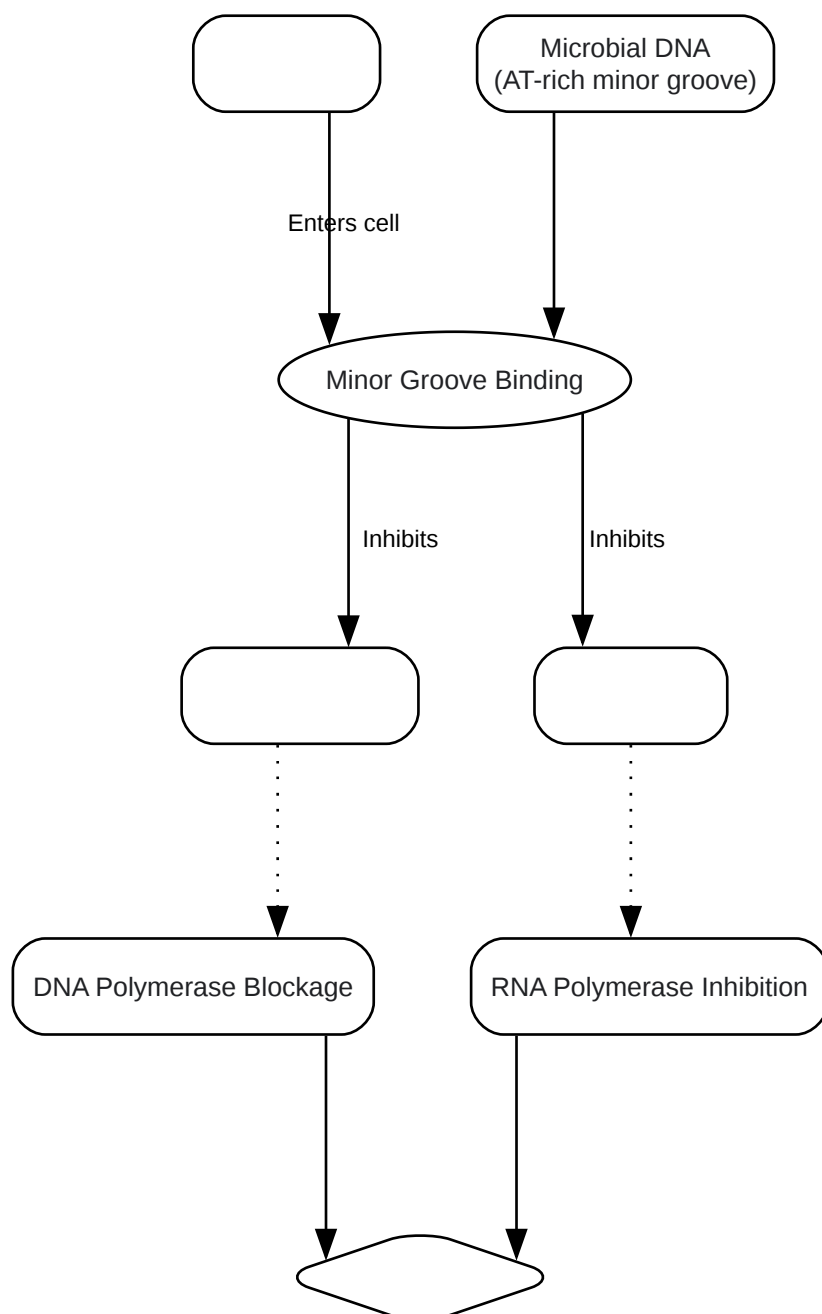 Microbial DNA
(AT-rich minor groove)
Enters cell
Minor Groove Binding
Inhibits
Inhibits
DNA Polymerase Blockage
RNA Polymerase Inhibition